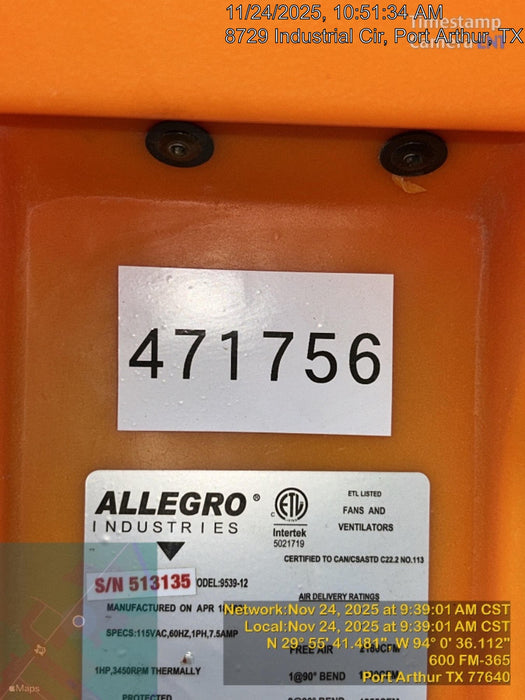 11/24/2025, 10:51:34 AM
8729 Industrial Cir, Port Arthur, TX
Timestamp
Camera ENT
471756
ALLEGRO®
INDUSTRIES
C ETL
Intertek
5021719
ETL LISTED
FANS AND
VENTILATORS
CERTIFIED TO CAN/CSASTD C22.2 NO.113
S/N 513135 ODEL:9539-12
AIR DELIVERY RATINGS
MANUFACTURED ON APR
SPECS:115VAC,60HZ,1PH,7.5AMP
FREE AIR
1HP,3450RPM THERMALLY
1@90° BEND
PROTECTED
Network:Nov 24, 2025 at 9:39:01 AM CST
Local:Nov 24, 2025 at 9:39:01 AM CST
N 29° 55' 41.481", W 94° 0' 36.112"
600 FM-365
Port Arthur TX 77640
Maps